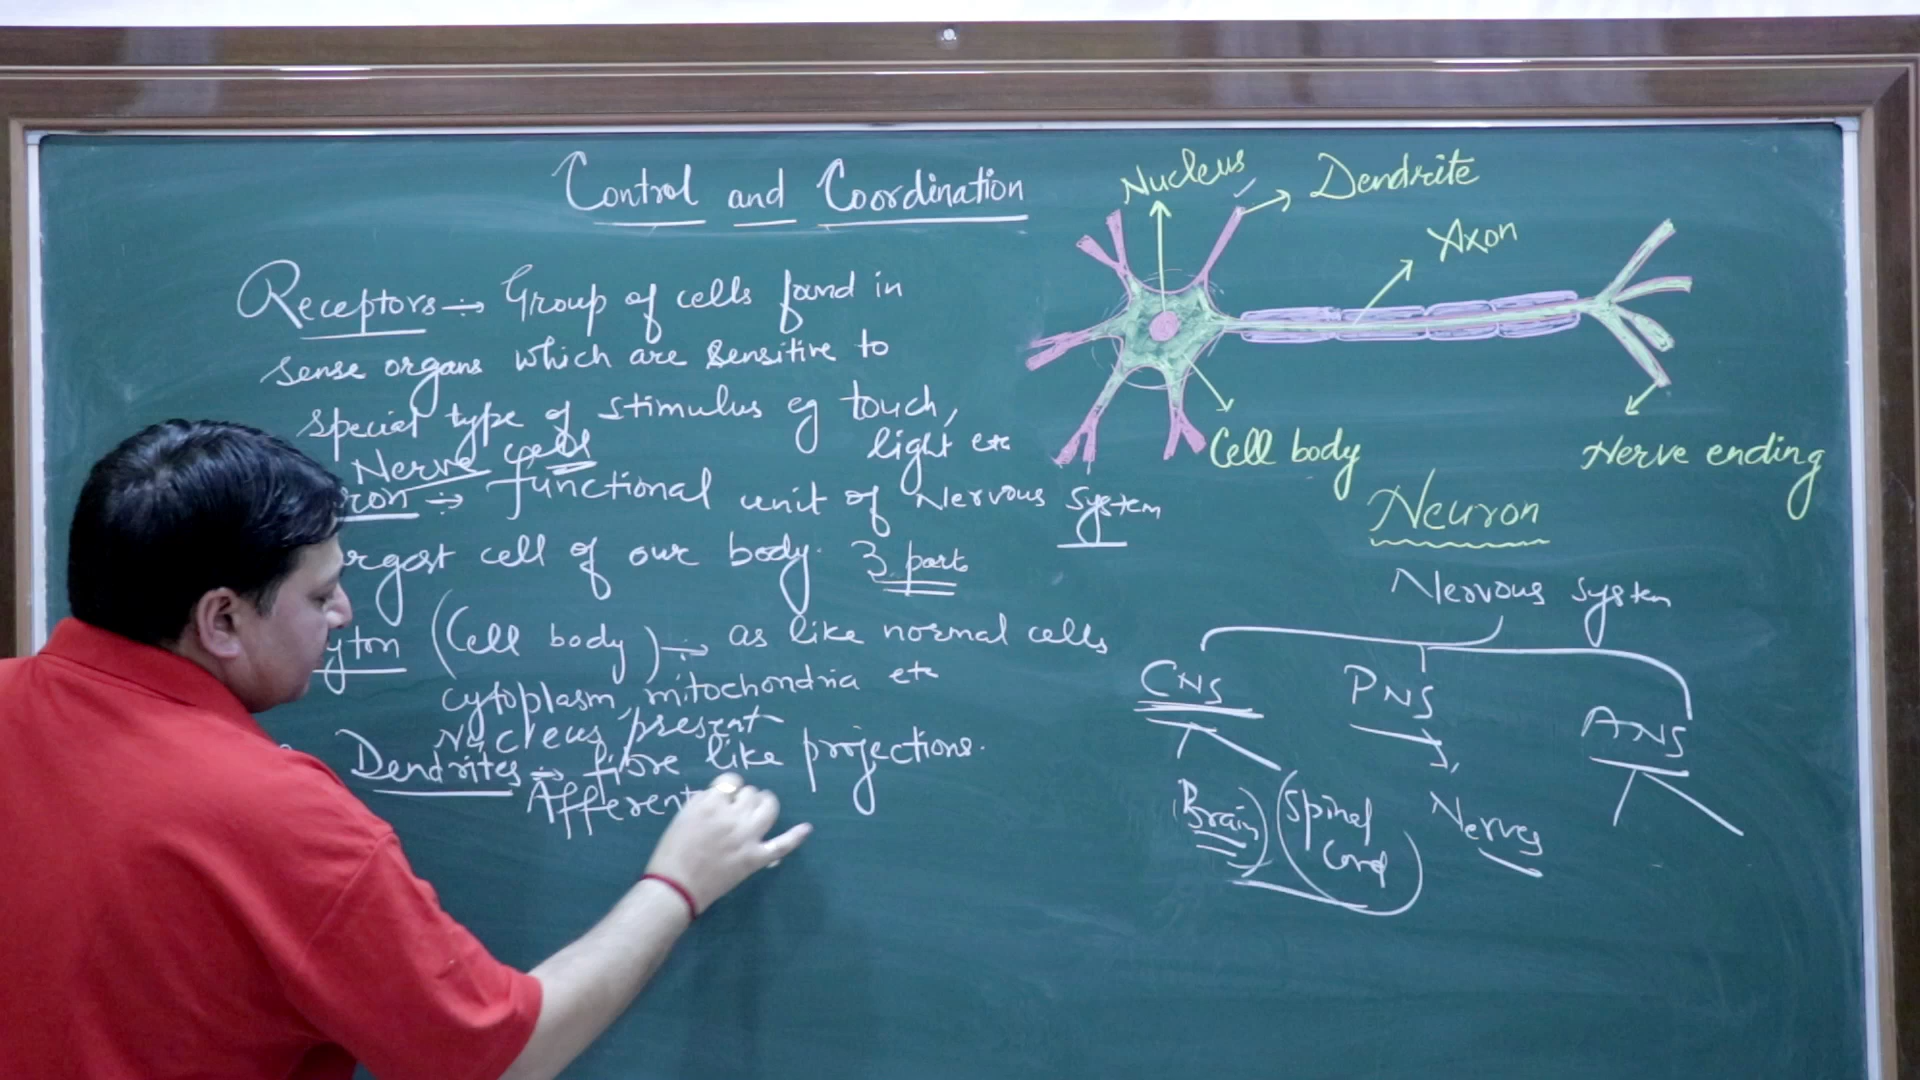 Control and Coordination
Receptors :→ Group of cells found in
sense organs which are sensitive to
special type of stimulus eg touch,
light etc
Nerve cell
ron :→ functional unit of Nervous system
rgest cell of our body. 3 parts
yton (Cell body) :→ as like normal cells
cytoplasm, mitochondria etc
Nucleus present
Dendrites :→ fibre like projections.
Afferent
Nucleus
Dendrite
Axon
Cell body
Nerve ending
Neuron
Nervous system
CNS PNS ANS
Brain Spinal Cord Nerves